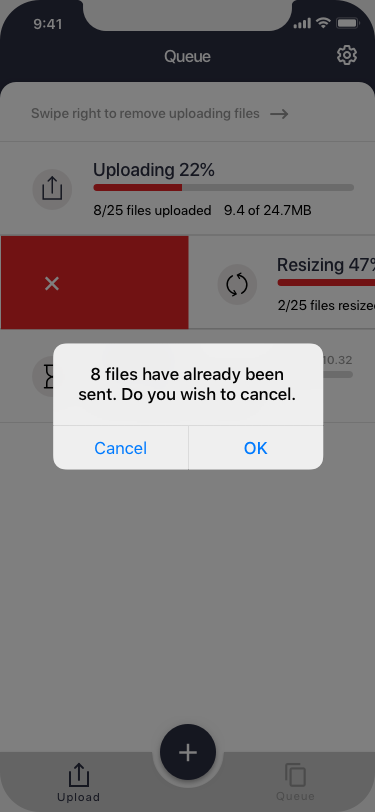 9:41
Queue
Swipe right to remove uploading files
Uploading 22%
8/25 files uploaded 9.4 of 24.7MB
Resizing 47%
2/25 files
10.32
8 files have already been
sent. Do you wish to cancel.
Cancel OK
Upload
Queue